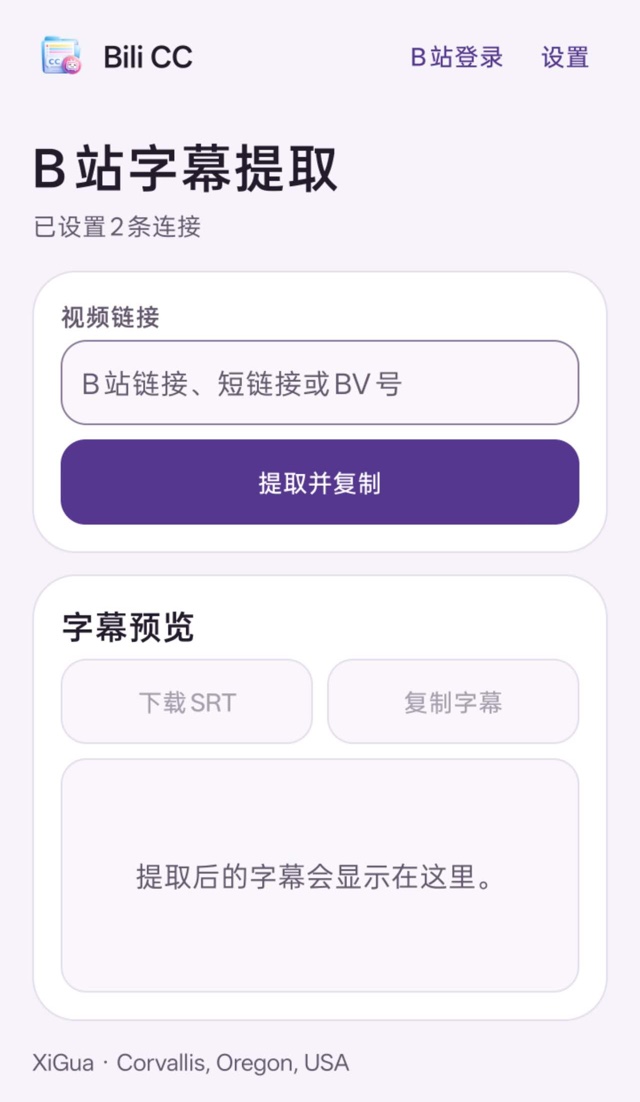 Bili CC
B站登录
设置
B站字幕提取
已设置2条连接
视频链接
B站链接、短链接或BV号
提取并复制
字幕预览
下载SRT
复制字幕
提取后的字幕会显示在这里。
XiGua · Corvallis, Oregon, USA